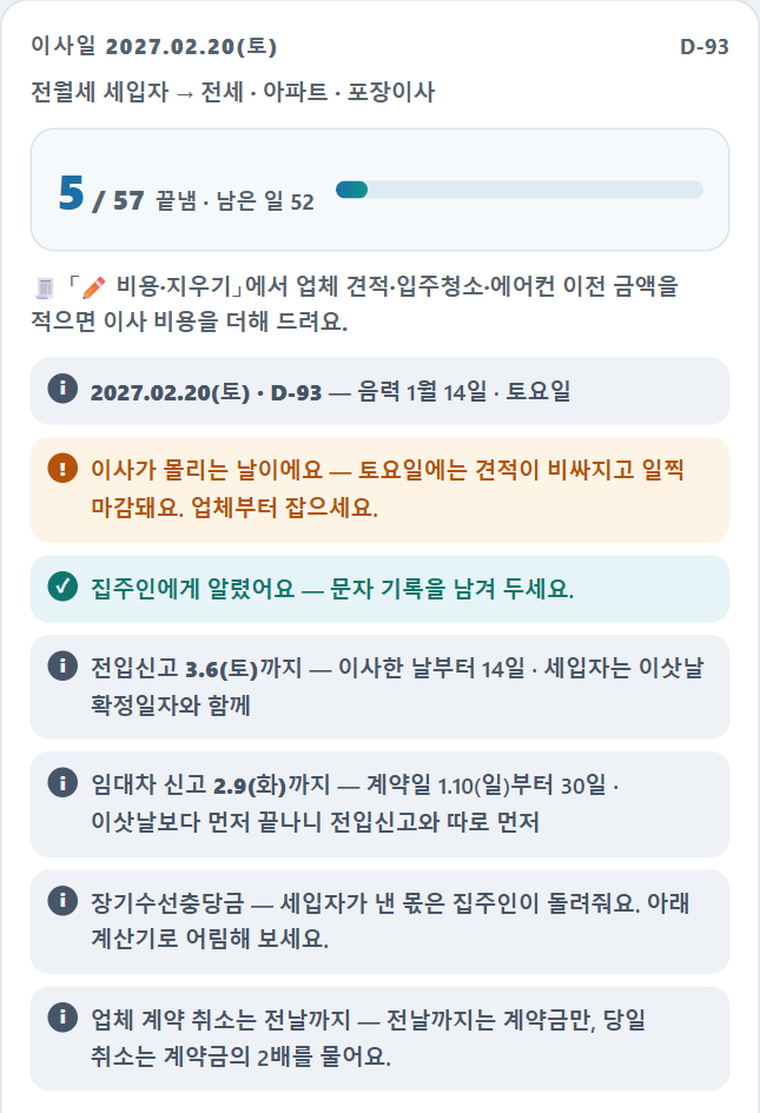 이사일 2027.02.20(토) D-93
전월세 세입자 → 전세 · 아파트 · 포장이사
5 / 57 끝냄 · 남은 일 52
🧾 「✏️ 비용·지우기」에서 업체 견적·입주청소·에어컨 이전 금액을
적으면 이사 비용을 더해 드려요.
2027.02.20(토) · D-93 — 음력 1월 14일 · 토요일
이사가 몰리는 날이에요 — 토요일에는 견적이 비싸지고 일찍
마감돼요. 업체부터 잡으세요.
집주인에게 알렸어요 — 문자 기록을 남겨 두세요.
전입신고 3.6(토)까지 — 이사한 날부터 14일 · 세입자는 이삿날
확정일자와 함께
임대차 신고 2.9(화)까지 — 계약일 1.10(일)부터 30일 ·
이삿날보다 먼저 끝나니 전입신고와 따로 먼저
장기수선충당금 — 세입자가 낸 몫은 집주인이 돌려줘요. 아래
계산기로 어림해 보세요.
업체 계약 취소는 전날까지 — 전날까지는 계약금만, 당일
취소는 계약금의 2배를 물어요.